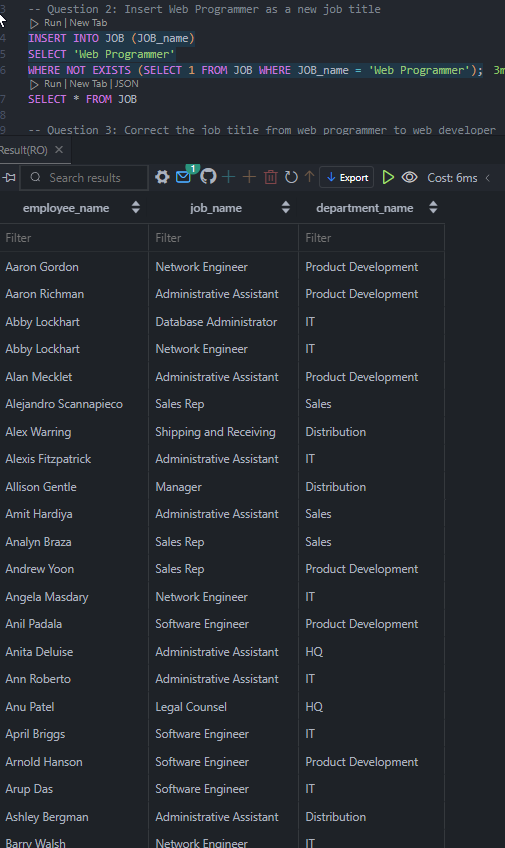 3 -- Question 2: Insert Web Programmer as a new job title
Run | New Tab
4 INSERT INTO JOB (JOB_name)
5 SELECT 'Web Programmer'
6 WHERE NOT EXISTS (SELECT 1 FROM JOB WHERE JOB_name = 'Web Programmer'); 3m
Run | New Tab | JSON
7 SELECT * FROM JOB
8
9 -- Question 3: Correct the job title from web programmer to web developer
Result(RO) ×
Search results 1 Export Cost: 6ms
employee_name job_name department_name
Filter Filter Filter
Aaron Gordon Network Engineer Product Development
Aaron Richman Administrative Assistant Product Development
Abby Lockhart Database Administrator IT
Abby Lockhart Network Engineer IT
Alan Mecklet Administrative Assistant Product Development
Alejandro Scannapieco Sales Rep Sales
Alex Warring Shipping and Receiving Distribution
Alexis Fitzpatrick Administrative Assistant IT
Allison Gentle Manager Distribution
Amit Hardiya Administrative Assistant Sales
Analyn Braza Sales Rep Sales
Andrew Yoon Sales Rep Product Development
Angela Masdary Network Engineer IT
Anil Padala Software Engineer Product Development
Anita Deluise Administrative Assistant HQ
Ann Roberto Administrative Assistant IT
Anu Patel Legal Counsel HQ
April Briggs Software Engineer IT
Arnold Hanson Software Engineer Product Development
Arup Das Software Engineer IT
Ashley Bergman Administrative Assistant Distribution
Barry Walsh Network Engineer IT